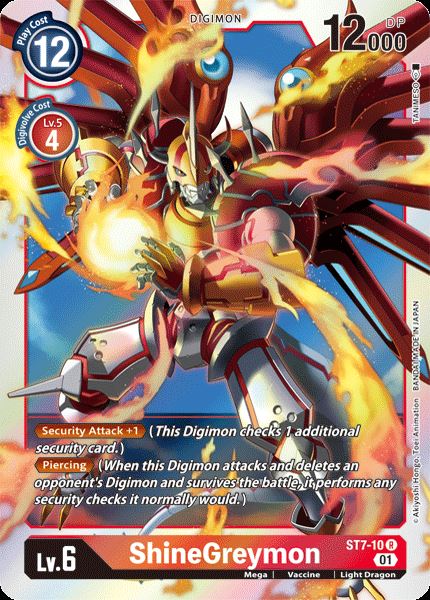 DIGIMON
Play Cost
12
12000
DP
Digivolve Cost
Lv.5
4
TANIMESO
© Akiyoshi Hongo, Toei Animation BANDAI MADE IN JAPAN
Security Attack +1 (This Digimon checks 1 additional
security card.)
Piercing (When this Digimon attacks and deletes an
opponent's Digimon and survives the battle, it performs any
security checks it normally would.)
Lv.6
ShineGreymon
ST7-10 R
01
Mega | Vaccine | Light Dragon